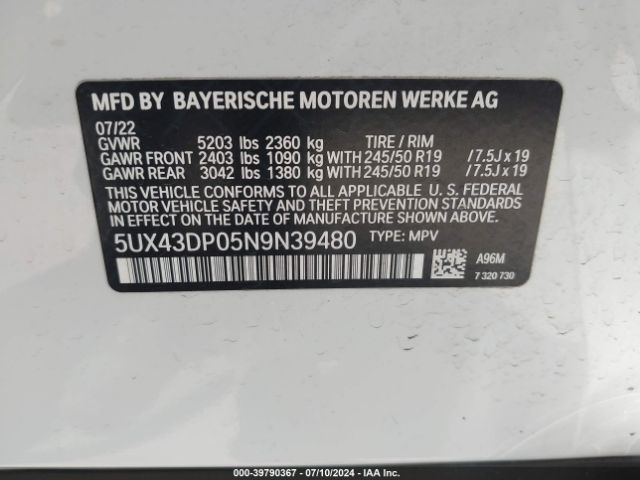 MFD BY BAYERISCHE MOTOREN WERKE AG
07/22
GVWR 5203 lbs 2360 kg TIRE / RIM
GAWR FRONT 2403 lbs 1090 kg WITH 245/50 R19 / 7.5J x 19
GAWR REAR 3042 lbs 1380 kg WITH 245/50 R19 / 7.5J x 19
THIS VEHICLE CONFORMS TO ALL APPLICABLE U. S. FEDERAL
MOTOR VEHICLE SAFETY AND THEFT PREVENTION STANDARDS
IN EFFECT ON THE DATE OF MANUFACTURE SHOWN ABOVE.
5UX43DP05N9N39480 TYPE: MPV
A96M
7 320 730
000-39790367 - 07/10/2024 - IAAI.COM